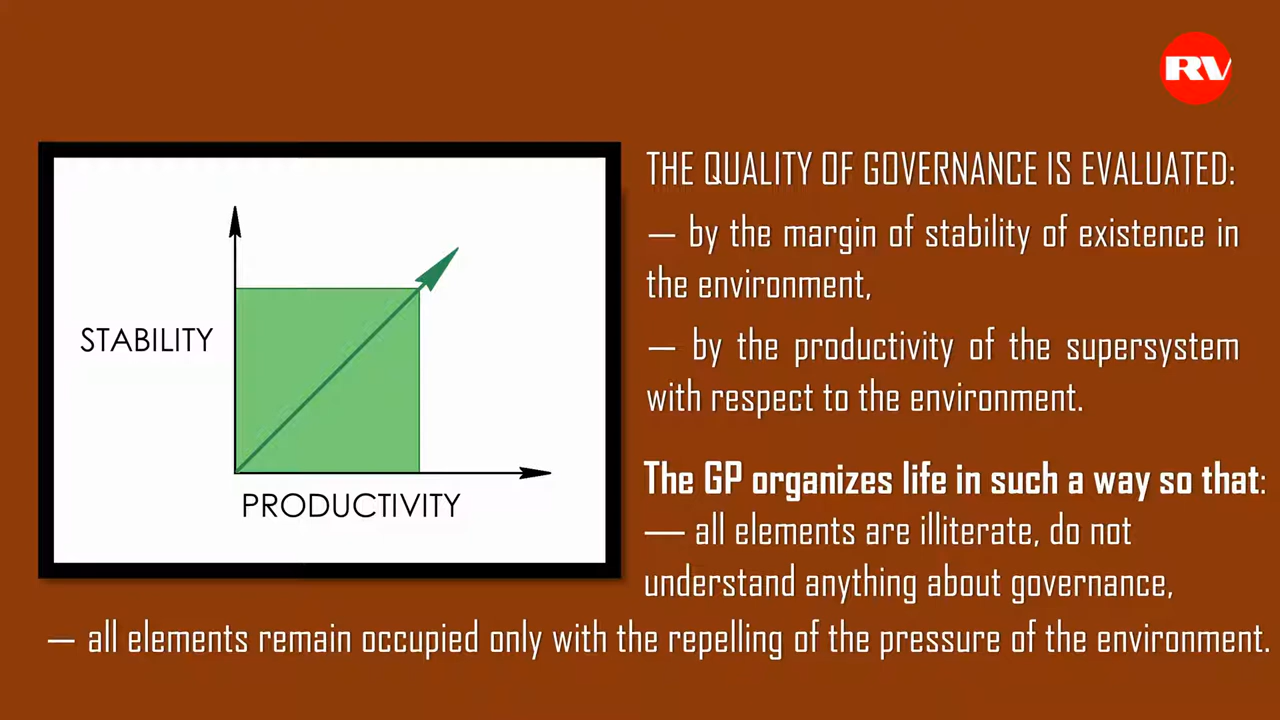 RV
THE QUALITY OF GOVERNANCE IS EVALUATED:
— by the margin of stability of existence in
the environment,
— by the productivity of the supersystem
with respect to the environment.
STABILITY
PRODUCTIVITY
The GP organizes life in such a way so that:
— all elements are illiterate, do not
understand anything about governance,
— all elements remain occupied only with the repelling of the pressure of the environment.